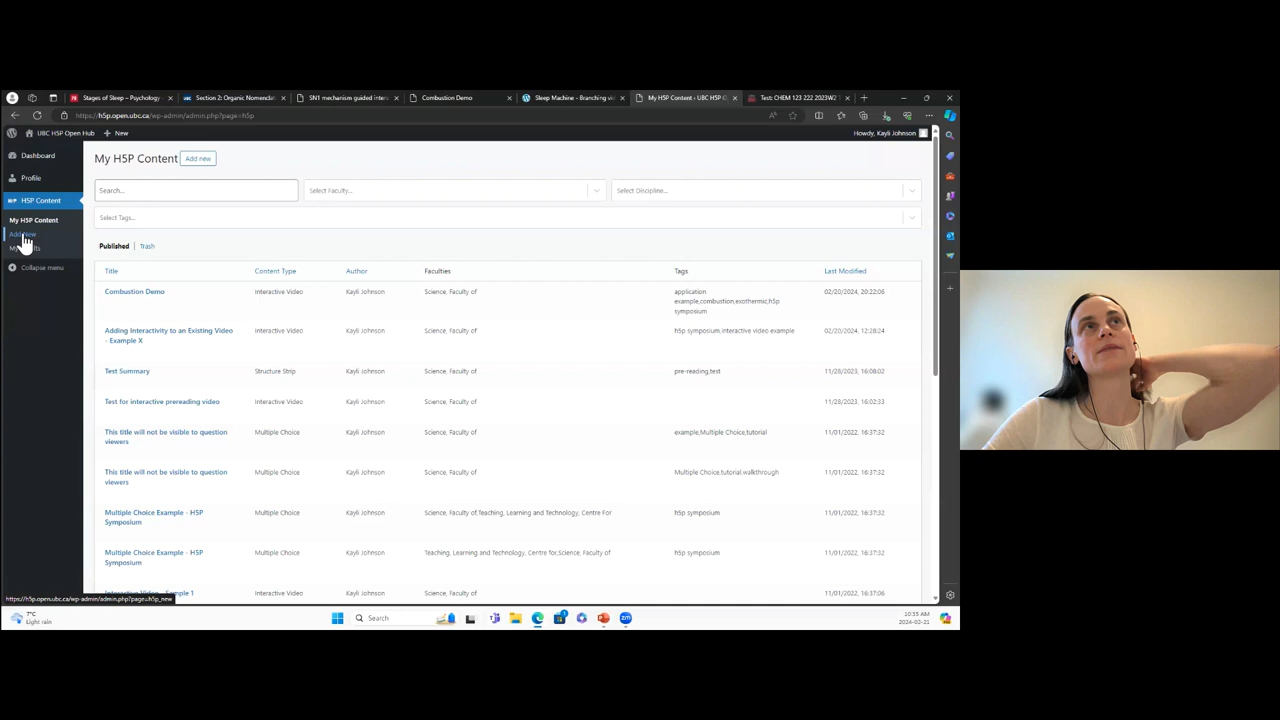 Stages of Sleep – Psychology
Section 2: Organic Nomencla
SN1 mechanism guided inter
Combustion Demo
Sleep Machine - Branching vi
My H5P Content ‹ UBC H5P O
Test: CHEM 123 222 2023W2
https://h5p.open.ubc.ca/wp-admin/admin.php?page=h5p
UBC H5P Open Hub
New
Howdy, Kayli Johnson
Dashboard
Profile
H5P Content
My H5P Content
Add New
Collapse menu
My H5P Content
Add new
Search...
Select Faculty...
Select Discipline...
Select Tags...
Published | Trash
Title Content Type Author Faculties Tags Last Modified
Combustion Demo Interactive Video Kayli Johnson Science, Faculty of application 02/20/2024, 20:22:06
example,combustion,exothermic,h5p
symposium
Adding Interactivity to an Existing Video Interactive Video Kayli Johnson Science, Faculty of h5p symposium,interactive video example 02/20/2024, 12:28:24
- Example X
Test Summary Structure Strip Kayli Johnson Science, Faculty of pre-reading,test 11/28/2023, 16:08:02
Test for interactive prereading video Interactive Video Kayli Johnson Science, Faculty of 11/28/2023, 16:02:33
This title will not be visible to question Multiple Choice Kayli Johnson Science, Faculty of example,Multiple Choice,tutorial 11/01/2022, 16:37:32
viewers
This title will not be visible to question Multiple Choice Kayli Johnson Science, Faculty of Multiple Choice,tutorial walkthrough 11/01/2022, 16:37:32
viewers
Multiple Choice Example - H5P Multiple Choice Kayli Johnson Science, Faculty of,Teaching, Learning and Technology, Centre For h5p symposium 11/01/2022, 16:37:32
Symposium
Multiple Choice Example - H5P Multiple Choice Kayli Johnson Teaching, Learning and Technology, Centre for;Science, Faculty of h5p symposium 11/01/2022, 16:37:32
Symposium
Sample 1 Interactive Video Kayli Johnson Science, Faculty of 11/01/2022, 16:37:06
https://h5p.open.ubc.ca/wp-admin/admin.php?page=h5p_new
7°C
Light rain
Search
10:35 AM
2024-02-21